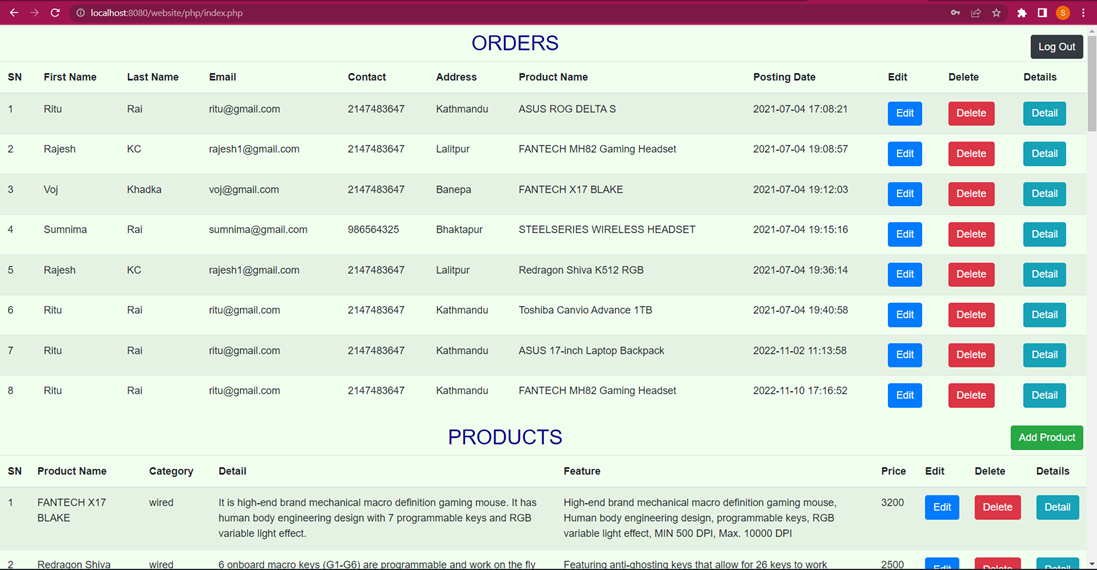 localhost:8080/website/php/index.php
S
ORDERS
Log Out
SN First Name Last Name Email Contact Address Product Name Posting Date Edit Delete Details
1 Ritu Rai ritu@gmail.com 2147483647 Kathmandu ASUS ROG DELTA S 2021-07-04 17:08:21 Edit Delete Detail
2 Rajesh KC rajesh1@gmail.com 2147483647 Lalitpur FANTECH MH82 Gaming Headset 2021-07-04 19:08:57 Edit Delete Detail
3 Voj Khadka voj@gmail.com 2147483647 Banepa FANTECH X17 BLAKE 2021-07-04 19:12:03 Edit Delete Detail
4 Sumnima Rai sumnima@gmail.com 986564325 Bhaktapur STEELSERIES WIRELESS HEADSET 2021-07-04 19:15:16 Edit Delete Detail
5 Rajesh KC rajesh1@gmail.com 2147483647 Lalitpur Redragon Shiva K512 RGB 2021-07-04 19:36:14 Edit Delete Detail
6 Ritu Rai ritu@gmail.com 2147483647 Kathmandu Toshiba Canvio Advance 1TB 2021-07-04 19:40:58 Edit Delete Detail
7 Ritu Rai ritu@gmail.com 2147483647 Kathmandu ASUS 17-inch Laptop Backpack 2022-11-02 11:13:58 Edit Delete Detail
8 Ritu Rai ritu@gmail.com 2147483647 Kathmandu FANTECH MH82 Gaming Headset 2022-11-10 17:16:52 Edit Delete Detail
PRODUCTS
Add Product
SN Product Name Category Detail Feature Price Edit Delete Details
1 FANTECH X17 wired It is high-end brand mechanical macro definition gaming mouse. It has High-end brand mechanical macro definition gaming mouse, 3200 Edit Delete Detail
BLAKE human body engineering design with 7 programmable keys and RGB Human body engineering design, programmable keys, RGB
variable light effect. variable light effect, MIN 500 DPI, Max. 10000 DPI
2 Redragon Shiva wired 6 onboard macro keys (G1-G6) are programmable and work on the fly Featuring anti-ghosting keys that allow for 26 keys to work 2500 Edit Delete Detail